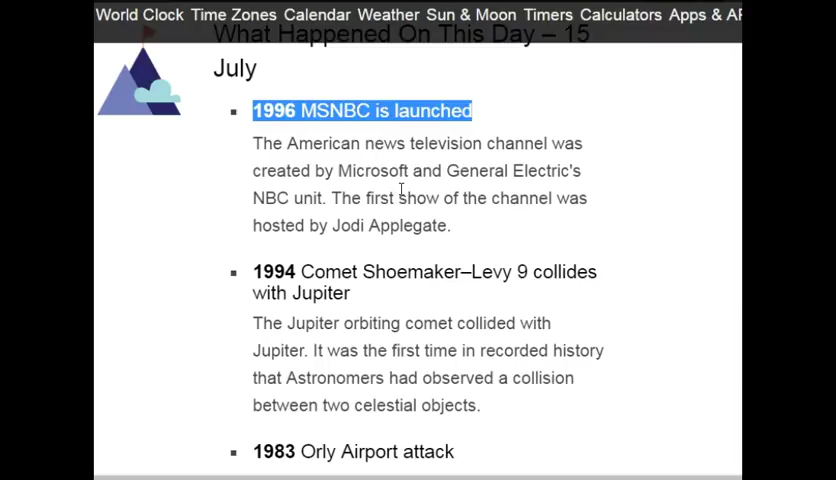 World Clock Time Zones Calendar Weather Sun & Moon Timers Calculators Apps & AP
What Happened On This Day – 15
July
1996 MSNBC is launched
The American news television channel was
created by Microsoft and General Electric's
NBC unit. The first show of the channel was
hosted by Jodi Applegate.
1994 Comet Shoemaker–Levy 9 collides
with Jupiter
The Jupiter orbiting comet collided with
Jupiter. It was the first time in recorded history
that Astronomers had observed a collision
between two celestial objects.
1983 Orly Airport attack